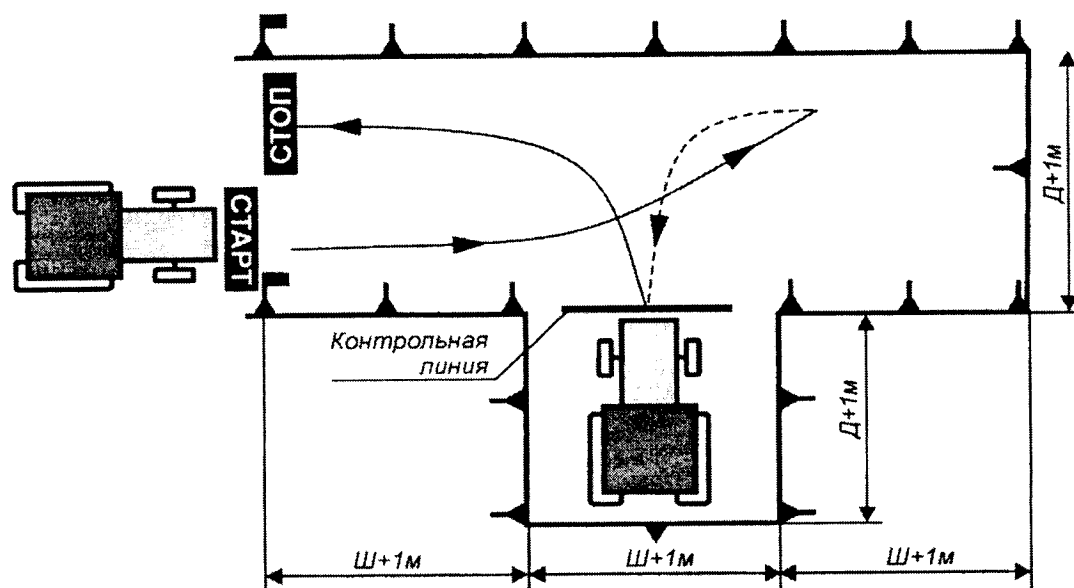 СТОП
СТАРТ
Д+1м
Контрольная
линия
Д+1м
Ш+1м
Ш+1м
Ш+1м